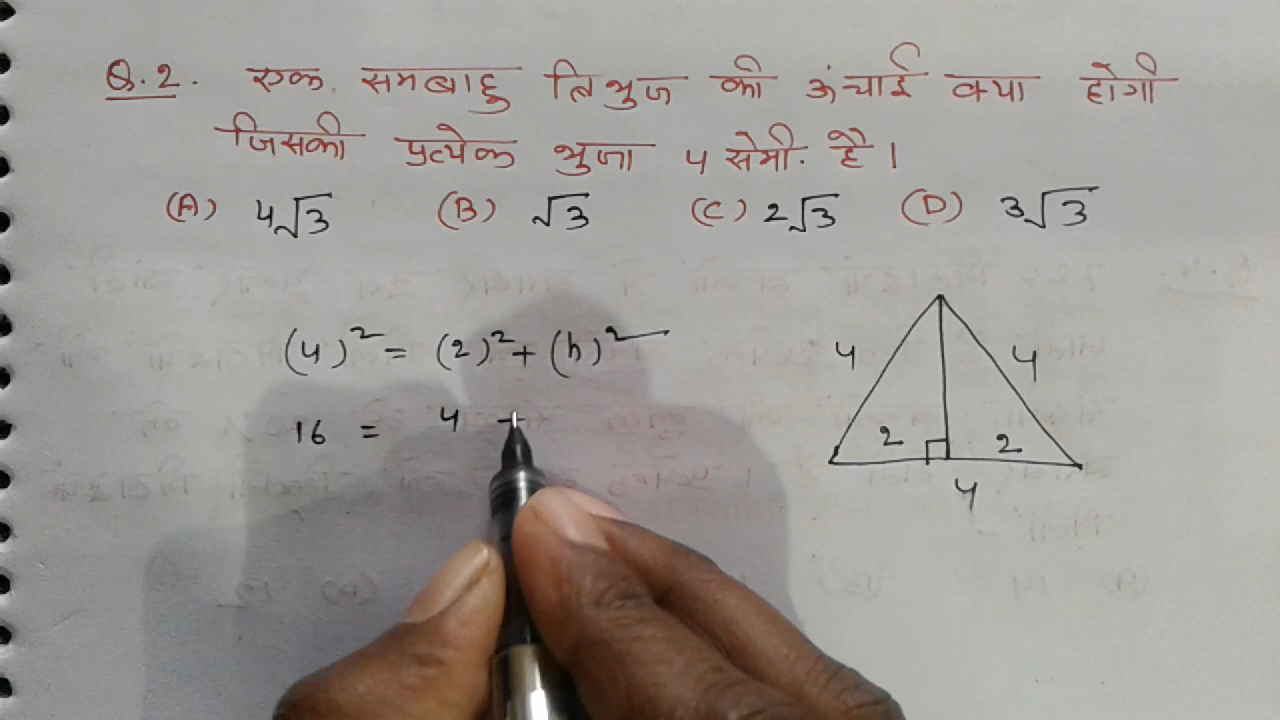 Q.2. एक समबाहु त्रिभुज की ऊंचाई क्या होगी
जिसकी प्रत्येक भुजा 4 सेमी. है।
(A) 4√3 (B) √3 (C) 2√3 (D) 3√3
(4)² = (2)² + (h)²
16 = 4 +
4 4
2 2
4